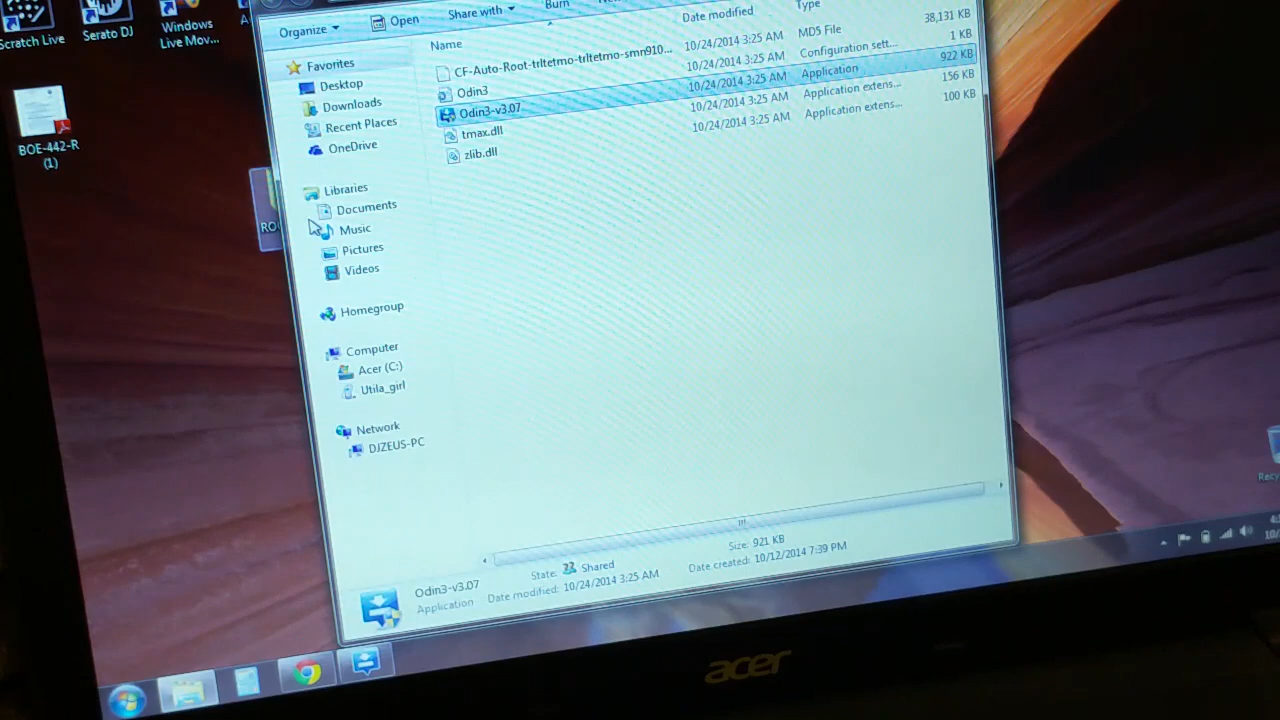 Scratch Live
Serato DJ
Windows
Live Mov...
A
BOE-442-R
(1)
RO
Organize
Open
Share with
Burn
Favorites
Desktop
Downloads
Recent Places
OneDrive
Libraries
Documents
Music
Pictures
Videos
Homegroup
Computer
Acer (C:)
Utila_girl
Network
DJZEUS-PC
Name
Date modified
Type
CF-Auto-Root-trltetmo-trltetmo-smn910... 10/24/2014 3:25 AM MD5 File 38,131 KB
Odin3 10/24/2014 3:25 AM Configuration sett... 1 KB
Odin3-v3.07 10/24/2014 3:25 AM Application 922 KB
tmax.dll 10/24/2014 3:25 AM Application extens... 156 KB
zlib.dll 10/24/2014 3:25 AM Application extens... 100 KB
Odin3-v3.07 State: Shared Size: 921 KB
Application Date modified: 10/24/2014 3:25 AM Date created: 10/12/2014 7:39 PM
Recy
4:
10/
acer